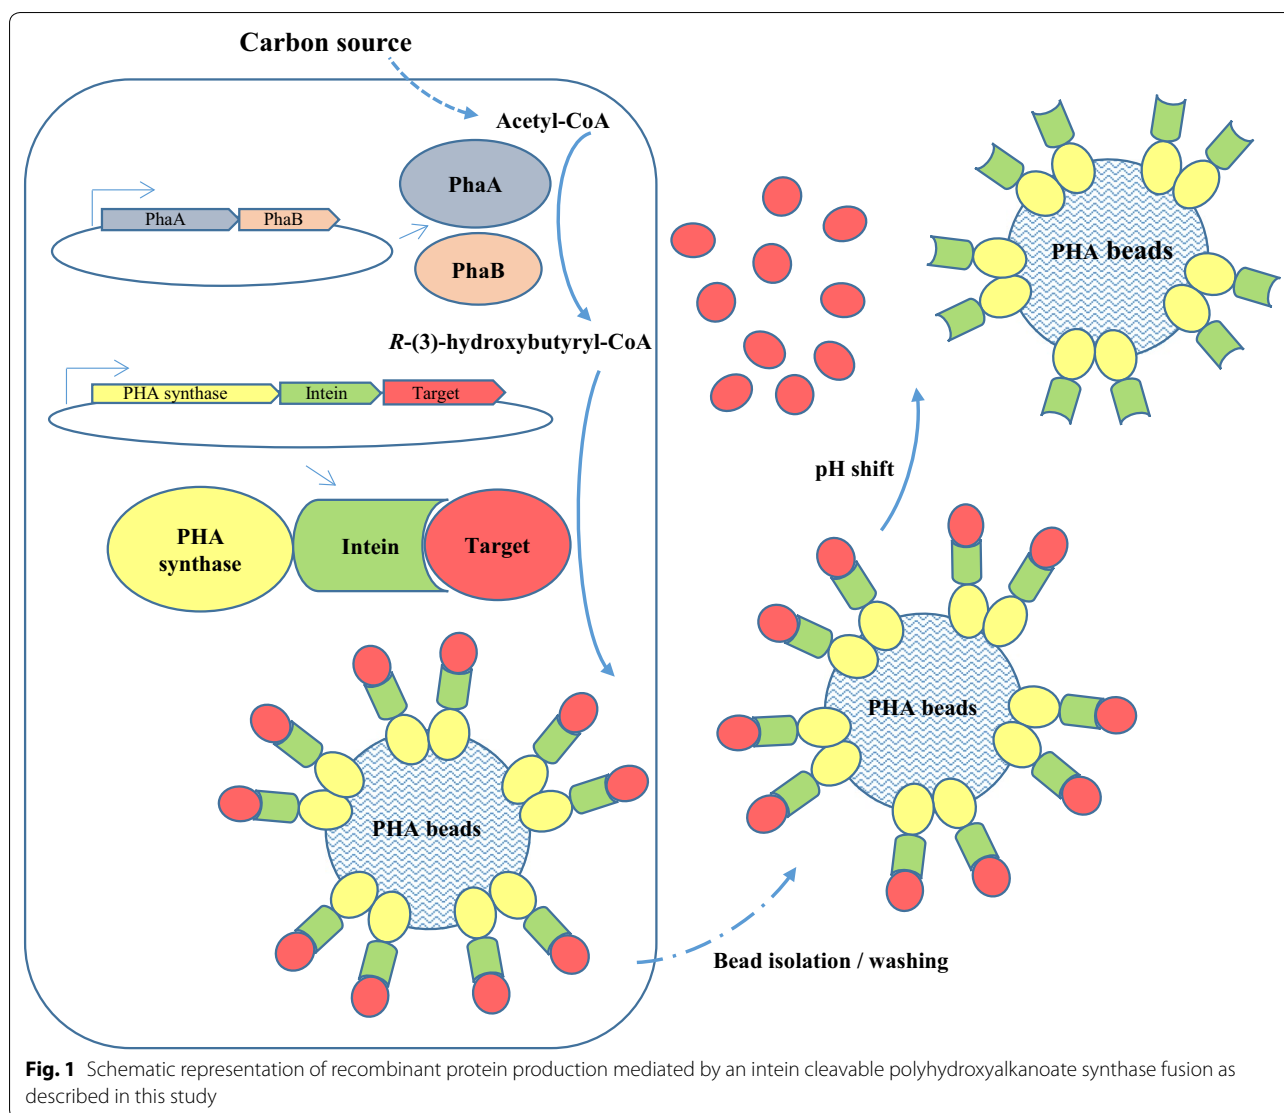 Carbon source
Acetyl-CoA
PhaA
PhaA
PhaB
PhaB
R-(3)-hydroxybutyryl-CoA
PHA synthase
Intein
Target
PHA
synthase
Intein
Target
PHA beads
Bead isolation / washing
PHA beads
pH shift
PHA beads
Fig. 1 Schematic representation of recombinant protein production mediated by an intein cleavable polyhydroxyalkanoate synthase fusion as
described in this study